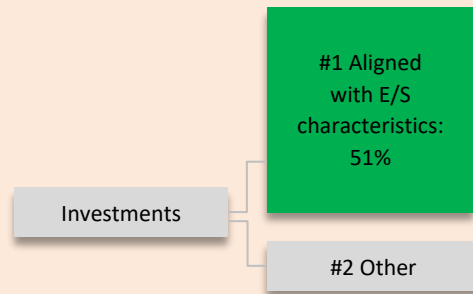 #1 Aligned
with E/S
characteristics:
51%
Investments
#2 Other